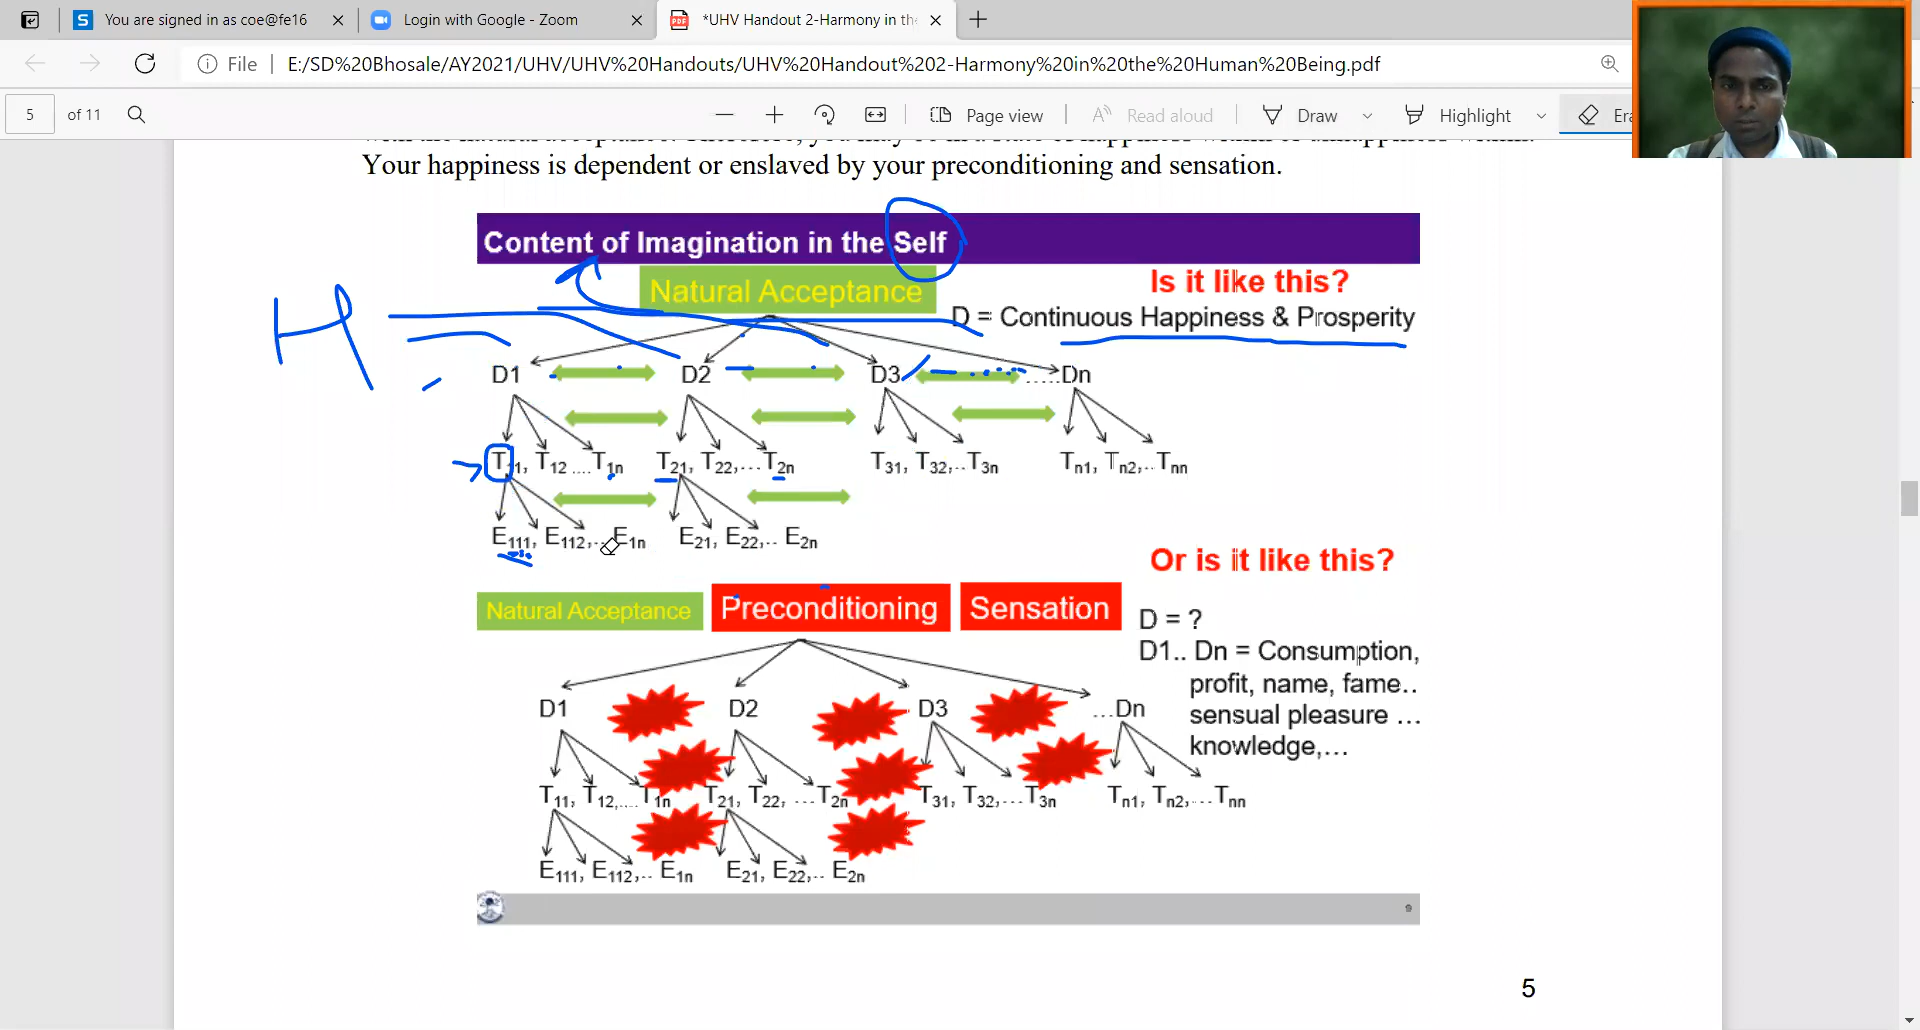 You are signed in as coe@fe16
Login with Google - Zoom
*UHV Handout 2-Harmony in the
File
E:/SD%20Bhosale/AY2021/UHV/UHV%20Handouts/UHV%20Handout%202-Harmony%20in%20the%20Human%20Being.pdf
5 of 11
Page view
Read aloud
Draw
Highlight
Your happiness is dependent or enslaved by your preconditioning and sensation.
Content of Imagination in the Self
Natural Acceptance
Is it like this?
D = Continuous Happiness & Prosperity
H
D1 D2 D3 .....Dn
T11, T12 ....T1n T21, T22,...T2n T31, T32,..T3n Tn1, Tn2,..Tnn
E111, E112,.. E1n E21, E22,.. E2n
Or is it like this?
Natural Acceptance Preconditioning Sensation
D = ?
D1.. Dn = Consumption,
profit, name, fame..
sensual pleasure ...
knowledge,...
D1 D2 D3 ...Dn
T11, T12,....T1n T21, T22, ...T2n T31, T32,...T3n Tn1, Tn2,...Tnn
E111, E112,.. E1n E21, E22,.. E2n
9
5